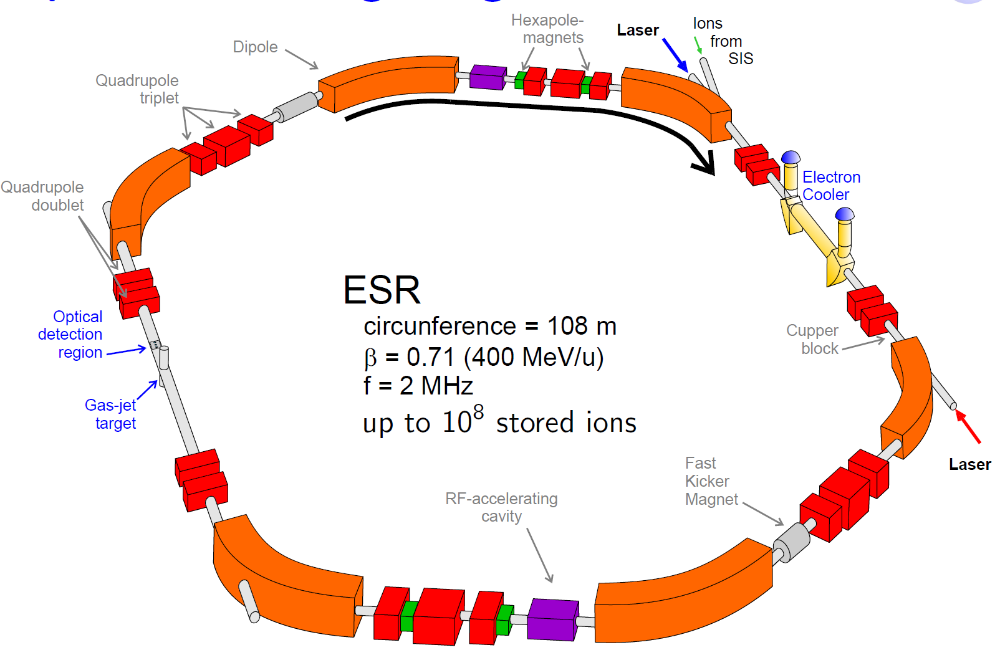 Hexapole-
magnets
Laser
Ions
from
SIS
Dipole
Quadrupole
triplet
Electron
Cooler
Quadrupole
doublet
ESR
circunference = 108 m
β = 0.71 (400 MeV/u)
f = 2 MHz
up to 10⁸ stored ions
Optical
detection
region
Cupper
block
Gas-jet
target
Fast
Kicker
Magnet
Laser
RF-accelerating
cavity